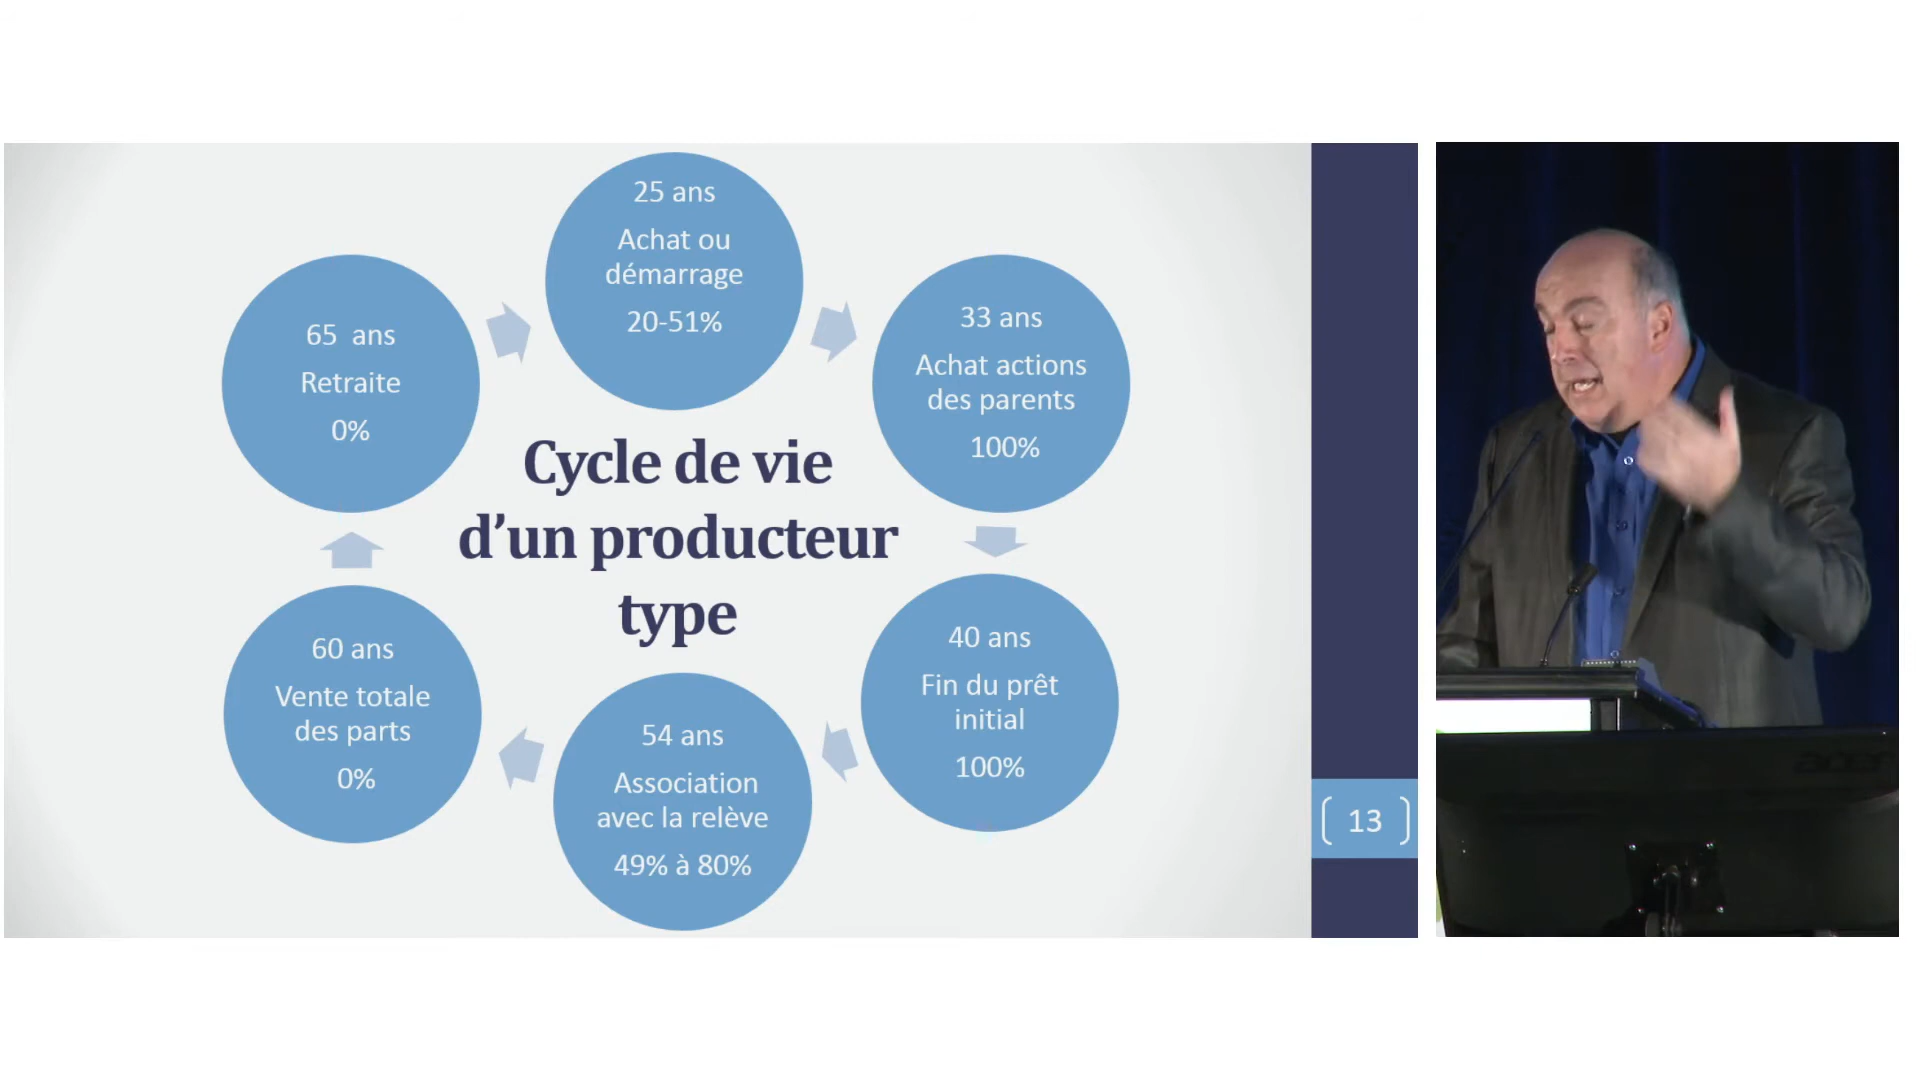 25 ans
Achat ou
démarrage
20-51%
33 ans
Achat actions
des parents
100%
40 ans
Fin du prêt
initial
100%
54 ans
Association
avec la relève
49% à 80%
60 ans
Vente totale
des parts
0%
65 ans
Retraite
0%
Cycle de vie
d’un producteur
type
13
acer